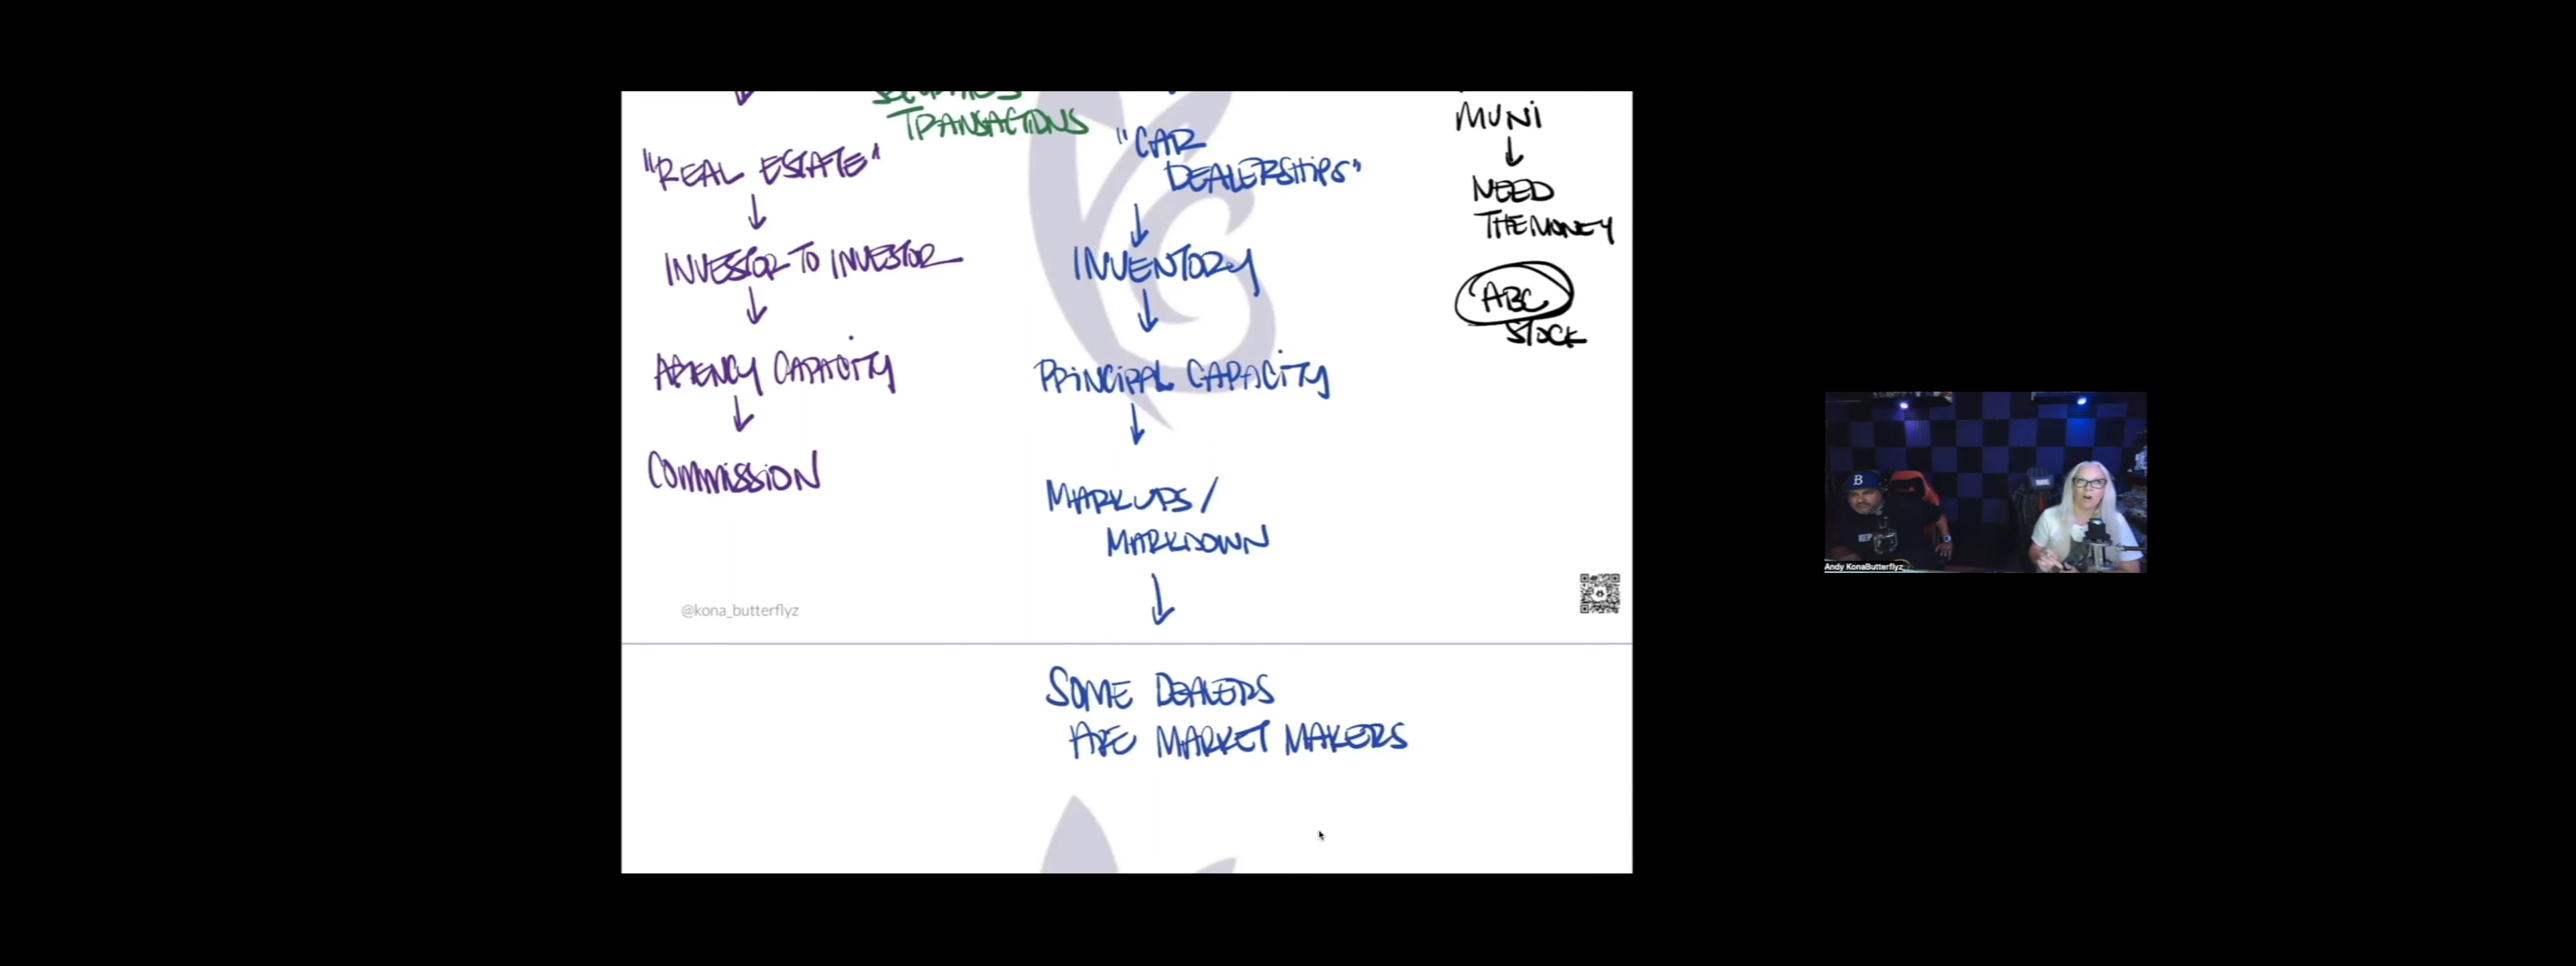 TRANSACTIONS
"REAL ESTATE"
INVESTOR TO INVESTOR
AGENCY CAPACITY
COMMISSION
@kona_butterflyz
"CAR
DEALERSHIPS"
INVENTORY
PRINCIPAL CAPACITY
MARKUPS/
MARKDOWN
SOME DEALERS
ARE MARKET MAKERS
MUNI
NEED
THE MONEY
ABC
STOCK
B
Andy KonaButterflyz